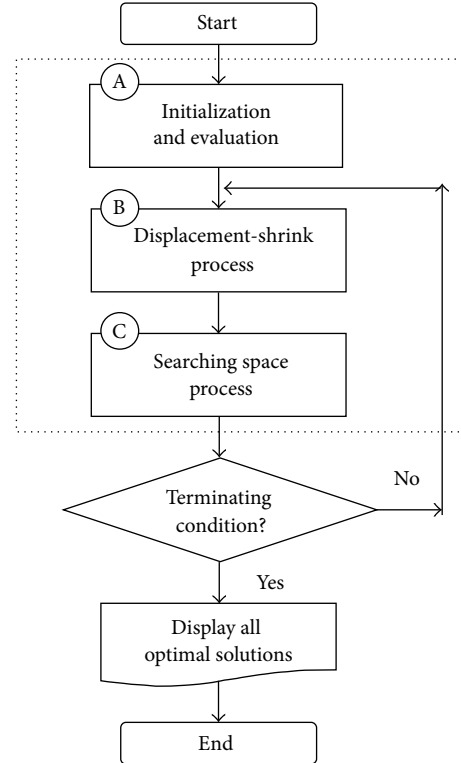 Start
A
Initialization
and evaluation
B
Displacement-shrink
process
C
Searching space
process
Terminating
condition?
No
Yes
Display all
optimal solutions
End